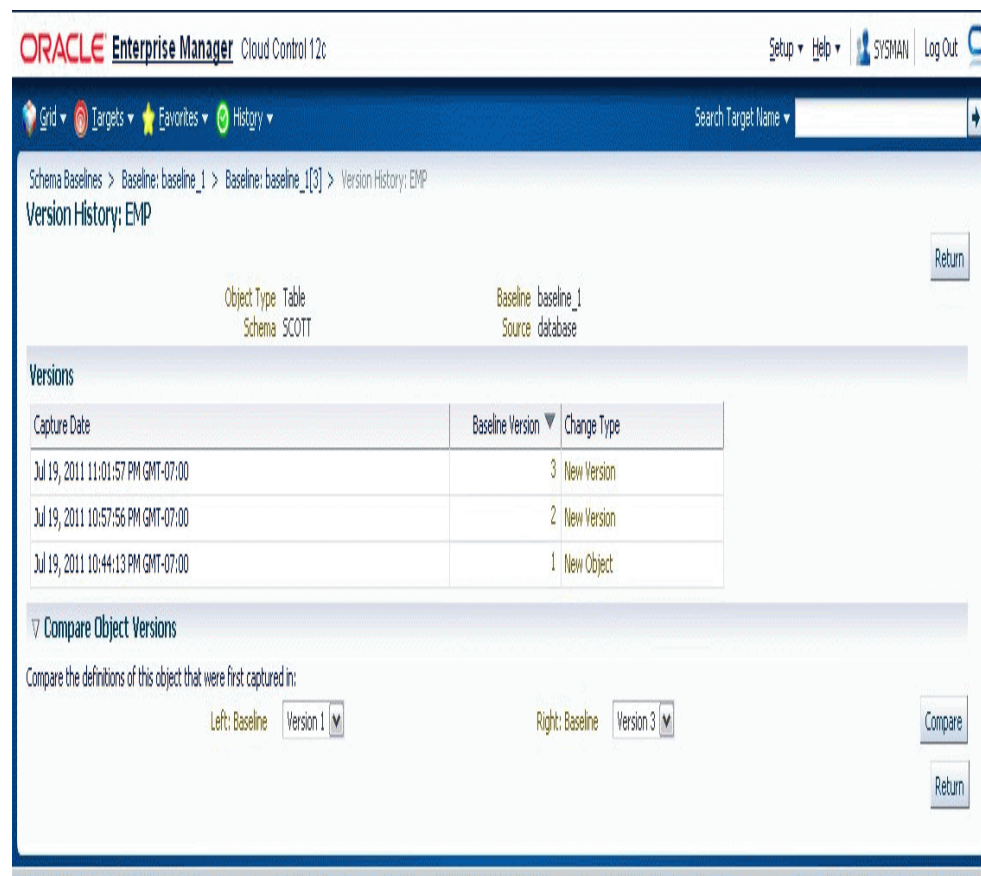 ORACLE Enterprise Manager Cloud Control 12c
Setup Help SYSMAN Log Out
Grid Targets Favorites History Search Target Name
Schema Baselines > Baseline: baseline_1 > Baseline: baseline_1[3] > Version History: EMP
Version History: EMP
Return
Object Type Table Baseline baseline_1
Schema SCOTT Source database
Versions
Capture Date Baseline Version Change Type
Jul 19, 2011 11:01:57 PM GMT-07:00 3 New Version
Jul 19, 2011 10:57:56 PM GMT-07:00 2 New Version
Jul 19, 2011 10:44:13 PM GMT-07:00 1 New Object
Compare Object Versions
Compare the definitions of this object that were first captured in:
Left: Baseline Version 1 Right: Baseline Version 3 Compare
Return